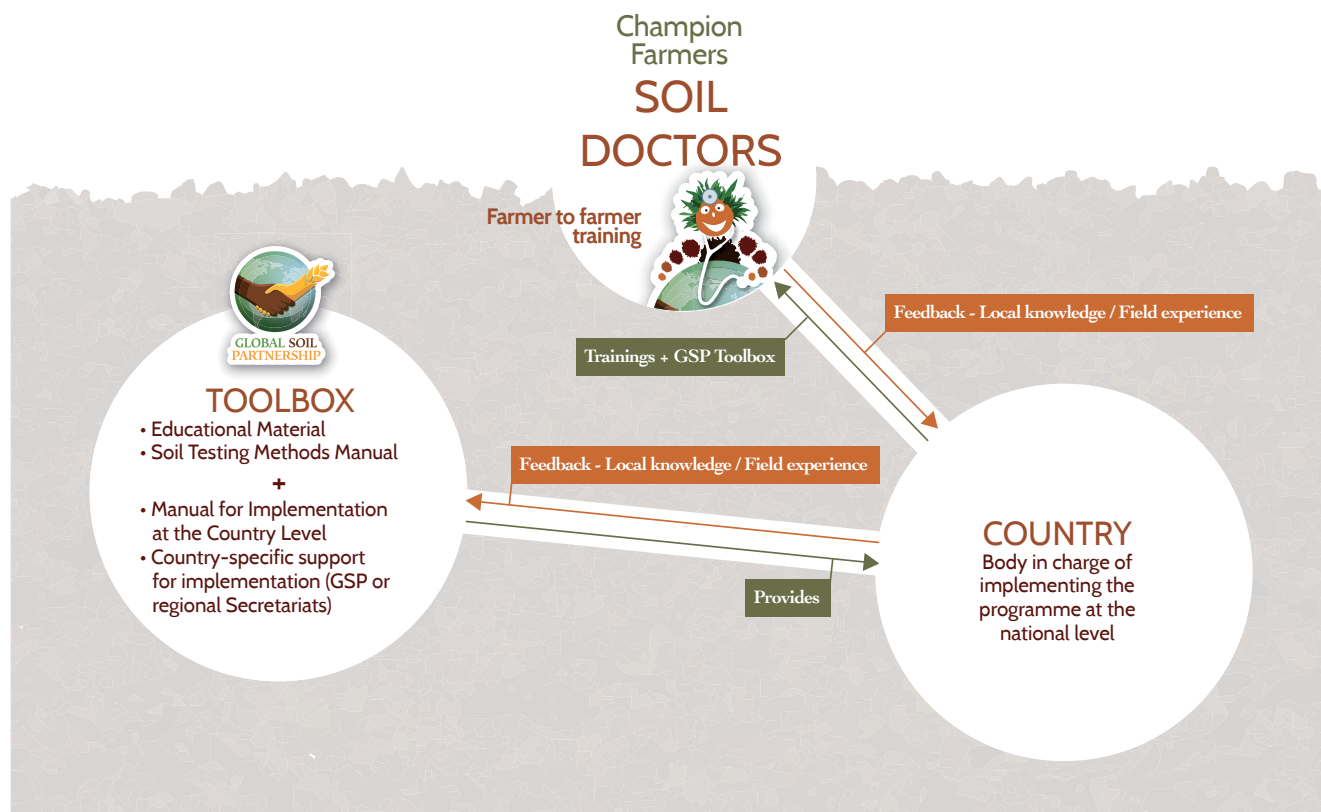 Champion
Farmers
SOIL
DOCTORS
Farmer to farmer
training
Feedback - Local knowledge / Field experience
Trainings + GSP Toolbox
GLOBAL SOIL
PARTNERSHIP
TOOLBOX
• Educational Material
• Soil Testing Methods Manual
+
• Manual for Implementation
at the Country Level
• Country-specific support
for implementation (GSP or
regional Secretariats)
Feedback - Local knowledge / Field experience
Provides
COUNTRY
Body in charge of
implementing the
programme at the
national level